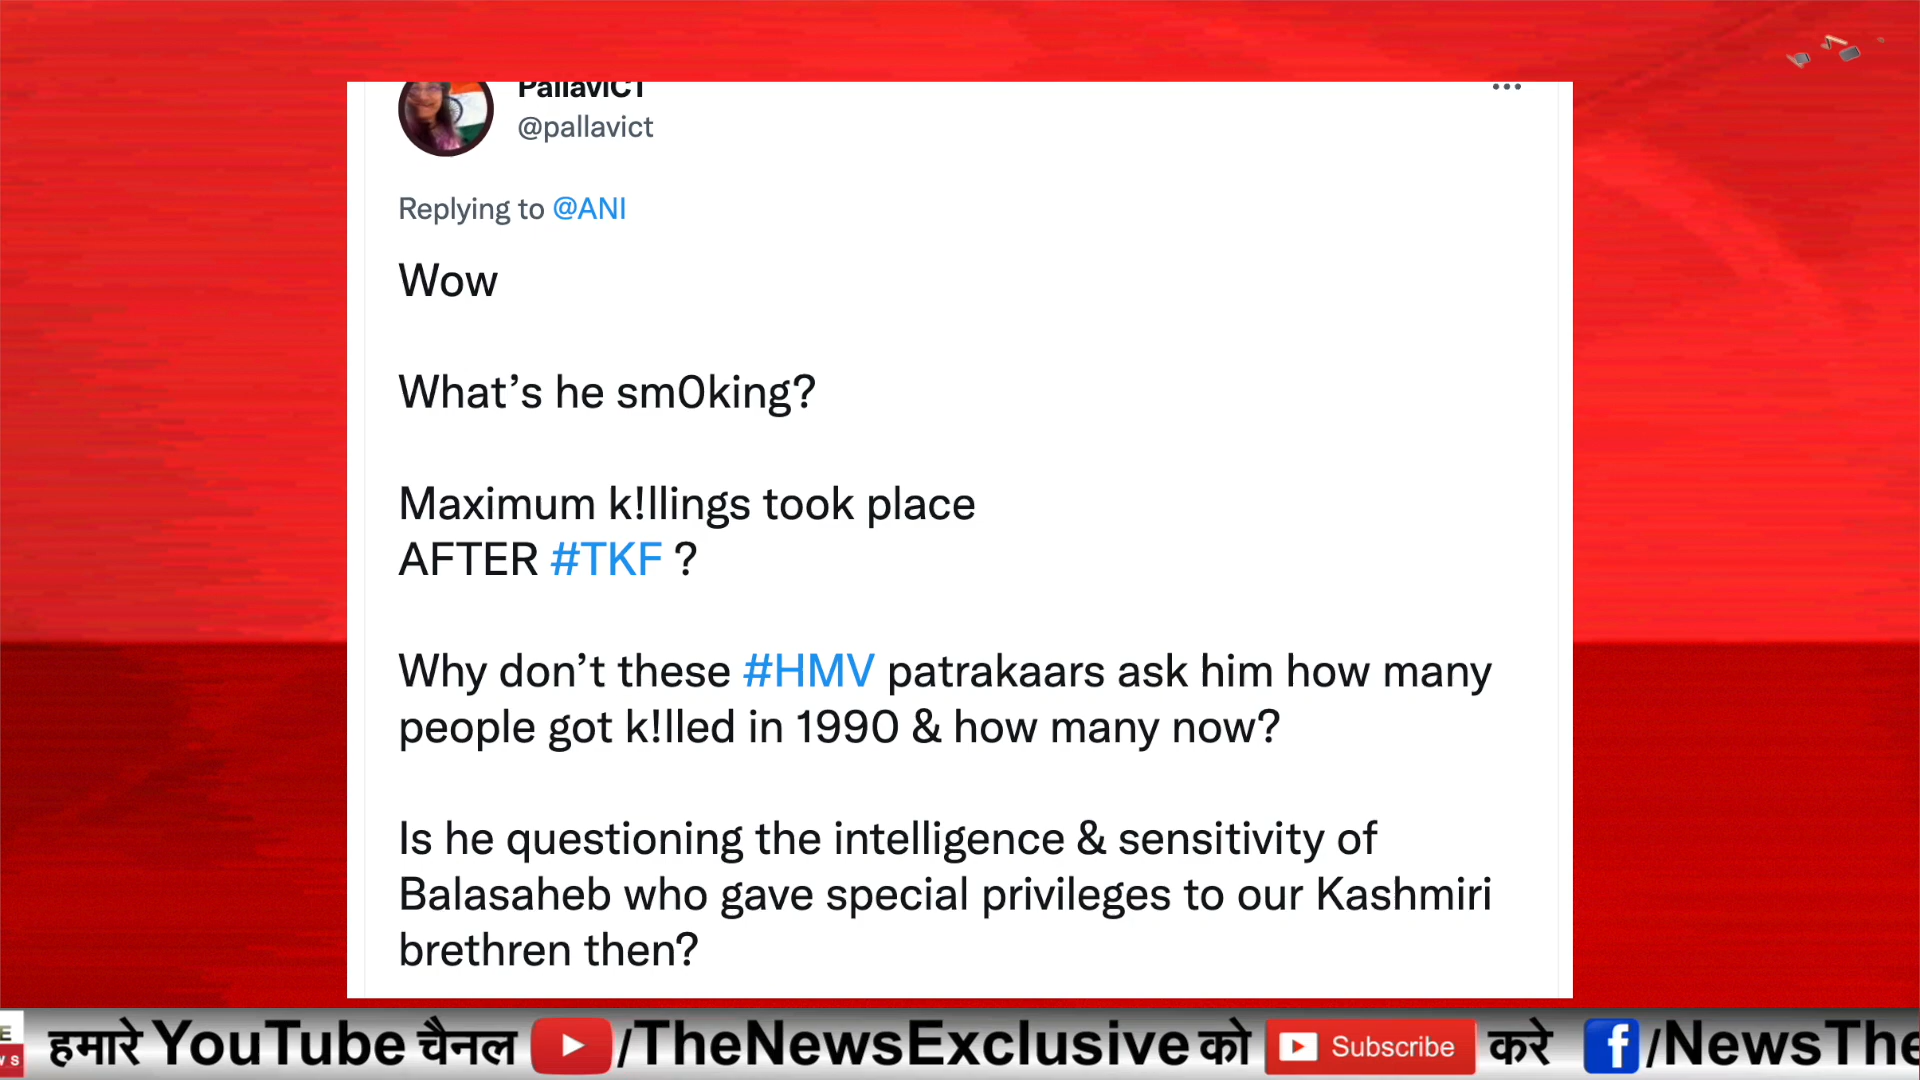 PallaviCT
@pallavict
Replying to @ANI
Wow
What’s he sm0king?
Maximum k!llings took place
AFTER #TKF ?
Why don’t these #HMV patrakaars ask him how many
people got k!lled in 1990 & how many now?
Is he questioning the intelligence & sensitivity of
Balasaheb who gave special privileges to our Kashmiri
brethren then?
हमारे YouTube चैनल /TheNewsExclusive को Subscribe करे /NewsThe